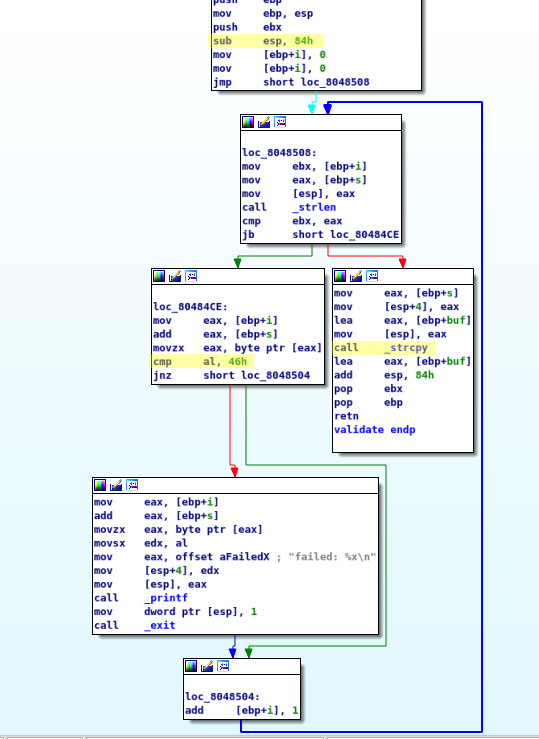 push ebp
mov ebp, esp
push ebx
sub esp, 84h
mov [ebp+i], 0
mov [ebp+i], 0
jmp short loc_8048508
loc_8048508:
mov ebx, [ebp+i]
mov eax, [ebp+s]
mov [esp], eax
call _strlen
cmp ebx, eax
jb short loc_80484CE
loc_80484CE:
mov eax, [ebp+i]
add eax, [ebp+s]
movzx eax, byte ptr [eax]
cmp al, 46h
jnz short loc_8048504
mov eax, [ebp+s]
mov [esp+4], eax
lea eax, [ebp+buf]
mov [esp], eax
call _strcpy
lea eax, [ebp+buf]
add esp, 84h
pop ebx
pop ebp
retn
validate endp
mov eax, [ebp+i]
add eax, [ebp+s]
movzx eax, byte ptr [eax]
movsx edx, al
mov eax, offset aFailedX ; "failed: %x\n"
mov [esp+4], edx
mov [esp], eax
call _printf
mov dword ptr [esp], 1
call _exit
loc_8048504:
add [ebp+i], 1